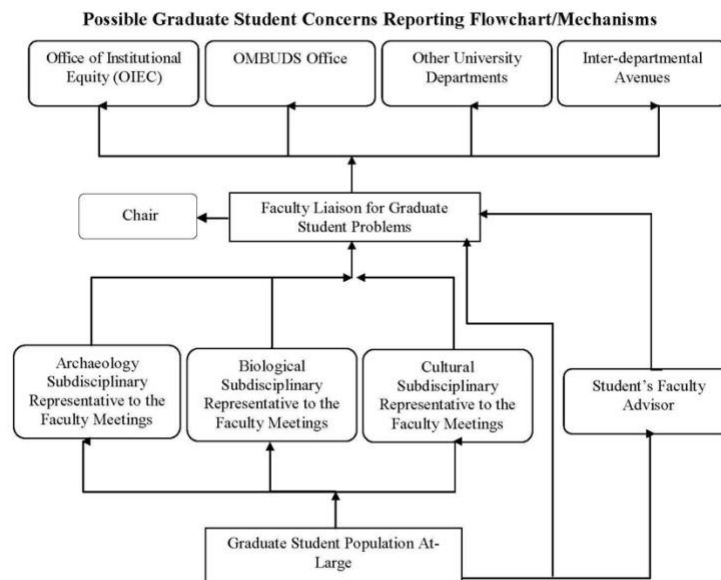 Possible Graduate Student Concerns Reporting Flowchart/Mechanisms
Office of Institutional
Equity (OIEC)
OMBUDS Office
Other University
Departments
Inter-departmental
Avenues
Chair
Faculty Liaison for Graduate
Student Problems
Archaeology
Subdisciplinary
Representative to the
Faculty Meetings
Biological
Subdisciplinary
Representative to the
Faculty Meetings
Cultural
Subdisciplinary
Representative to the
Faculty Meetings
Student's Faculty
Advisor
Graduate Student Population At-
Large